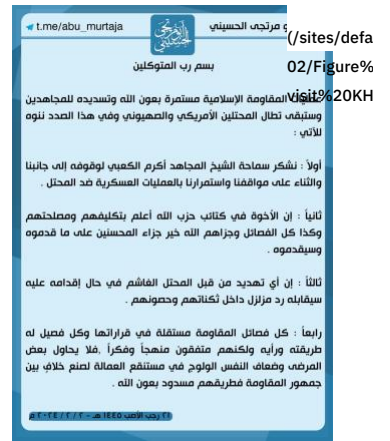 t.me/abu_murtaja
و مرتجى الحسيني
مرتجى الحسيني
(/sites/defa
02/Figure%
visit%20KH
بسم رب المتوكلين
المقاومة الإسلامية مستمرة بعون الله وتسديده للمجاهدين
وستبقى تطال المحتلين الأمريكي والصهيوني وفي هذا الصدد ننوه
للآتي :
اولاً : نشكر سماحة الشيخ المجاهد أكرم الكعبي لوقوفه إلى جانبنا
والثناء على مواقفنا واستمرارنا بالعمليات العسكرية ضد المحتل .
ثانياً : إن الأخوة في كتائب حزب الله أعلم بتكليفهم ومصلحتهم
وكذا كل الفصائل وجزاهم الله خير جزاء المحسنين على ما قدموه
وسيقدموه .
ثالثاً : إن أي تهديد من قبل المحتل الغاشم في حال إقدامه عليه
سيقابله رد مزلزل داخل ثكناتهم وحصونهم .
رابعاً : كل فصائل المقاومة مستقلة في قراراتها وكل فصيل له
طريقته ورأيه ولكنهم متفقون منهجاً وفكراً ,فلا يحاول بعض
المرضى وضعاف النفس الولوج في مستنقع العمالة لصنع خلاف بين
جمهور المقاومة فطريقهم مسدود بعون الله .
٢١ رجب الأصب ١٤٤٥ هـ - ٢ / ٢ / ٢٠٢٤ م